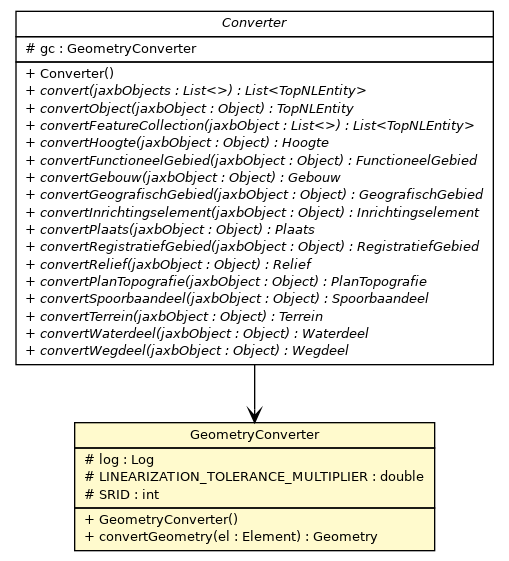 Converter
# gc : GeometryConverter
+ Converter()
+ convert(jaxbObjects : List<>) : List<TopNLEntity>
+ convertObject(jaxbObject : Object) : TopNLEntity
+ convertFeatureCollection(jaxbObject : List<>) : List<TopNLEntity>
+ convertHoogte(jaxbObject : Object) : Hoogte
+ convertFunctioneelGebied(jaxbObject : Object) : FunctioneelGebied
+ convertGebouw(jaxbObject : Object) : Gebouw
+ convertGeografischGebied(jaxbObject : Object) : GeografischGebied
+ convertInrichtingselement(jaxbObject : Object) : Inrichtingselement
+ convertPlaats(jaxbObject : Object) : Plaats
+ convertRegistratiefGebied(jaxbObject : Object) : RegistratiefGebied
+ convertRelief(jaxbObject : Object) : Relief
+ convertPlanTopografie(jaxbObject : Object) : PlanTopografie
+ convertSpoorbaandeel(jaxbObject : Object) : Spoorbaandeel
+ convertTerrein(jaxbObject : Object) : Terrein
+ convertWaterdeel(jaxbObject : Object) : Waterdeel
+ convertWegdeel(jaxbObject : Object) : Wegdeel
GeometryConverter
# log : Log
# LINEARIZATION_TOLERANCE_MULTIPLIER : double
# SRID : int
+ GeometryConverter()
+ convertGeometry(el : Element) : Geometry